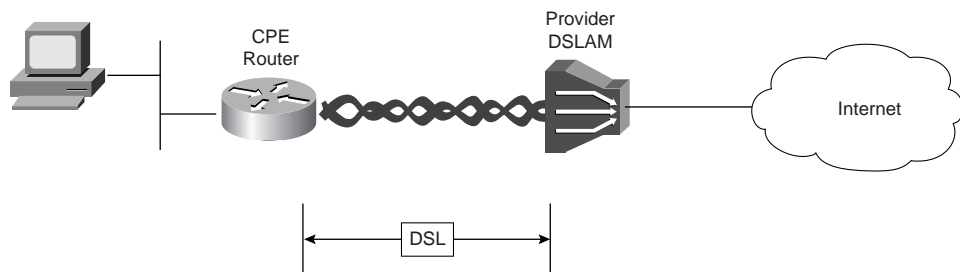 CPE
Router
Provider
DSLAM
Internet
DSL